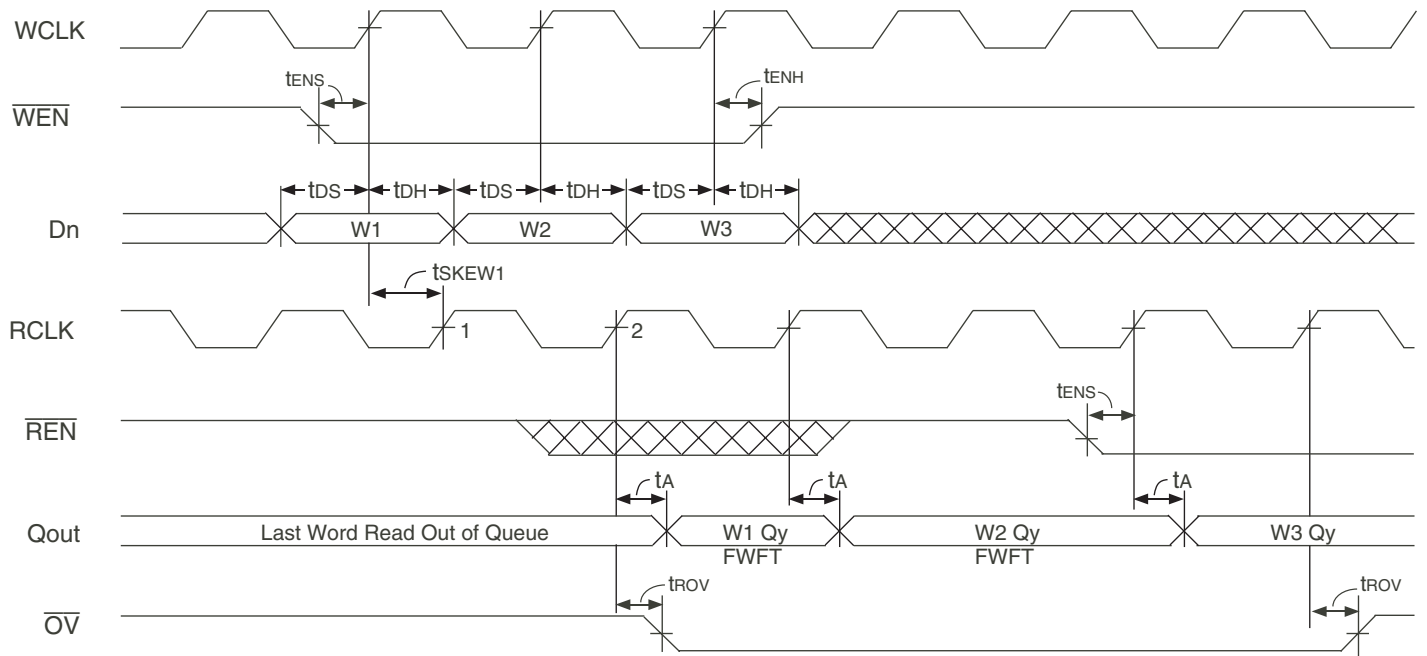 WCLK
tENS
tENH
WEN
tDS tDH tDS tDH tDS tDH
Dn
W1 W2 W3
tSKEW1
RCLK
1 2
tENS
REN
tA tA tA
Qout
Last Word Read Out of Queue W1 Qy W2 Qy W3 Qy
FWFT FWFT
tROV tROV
OV